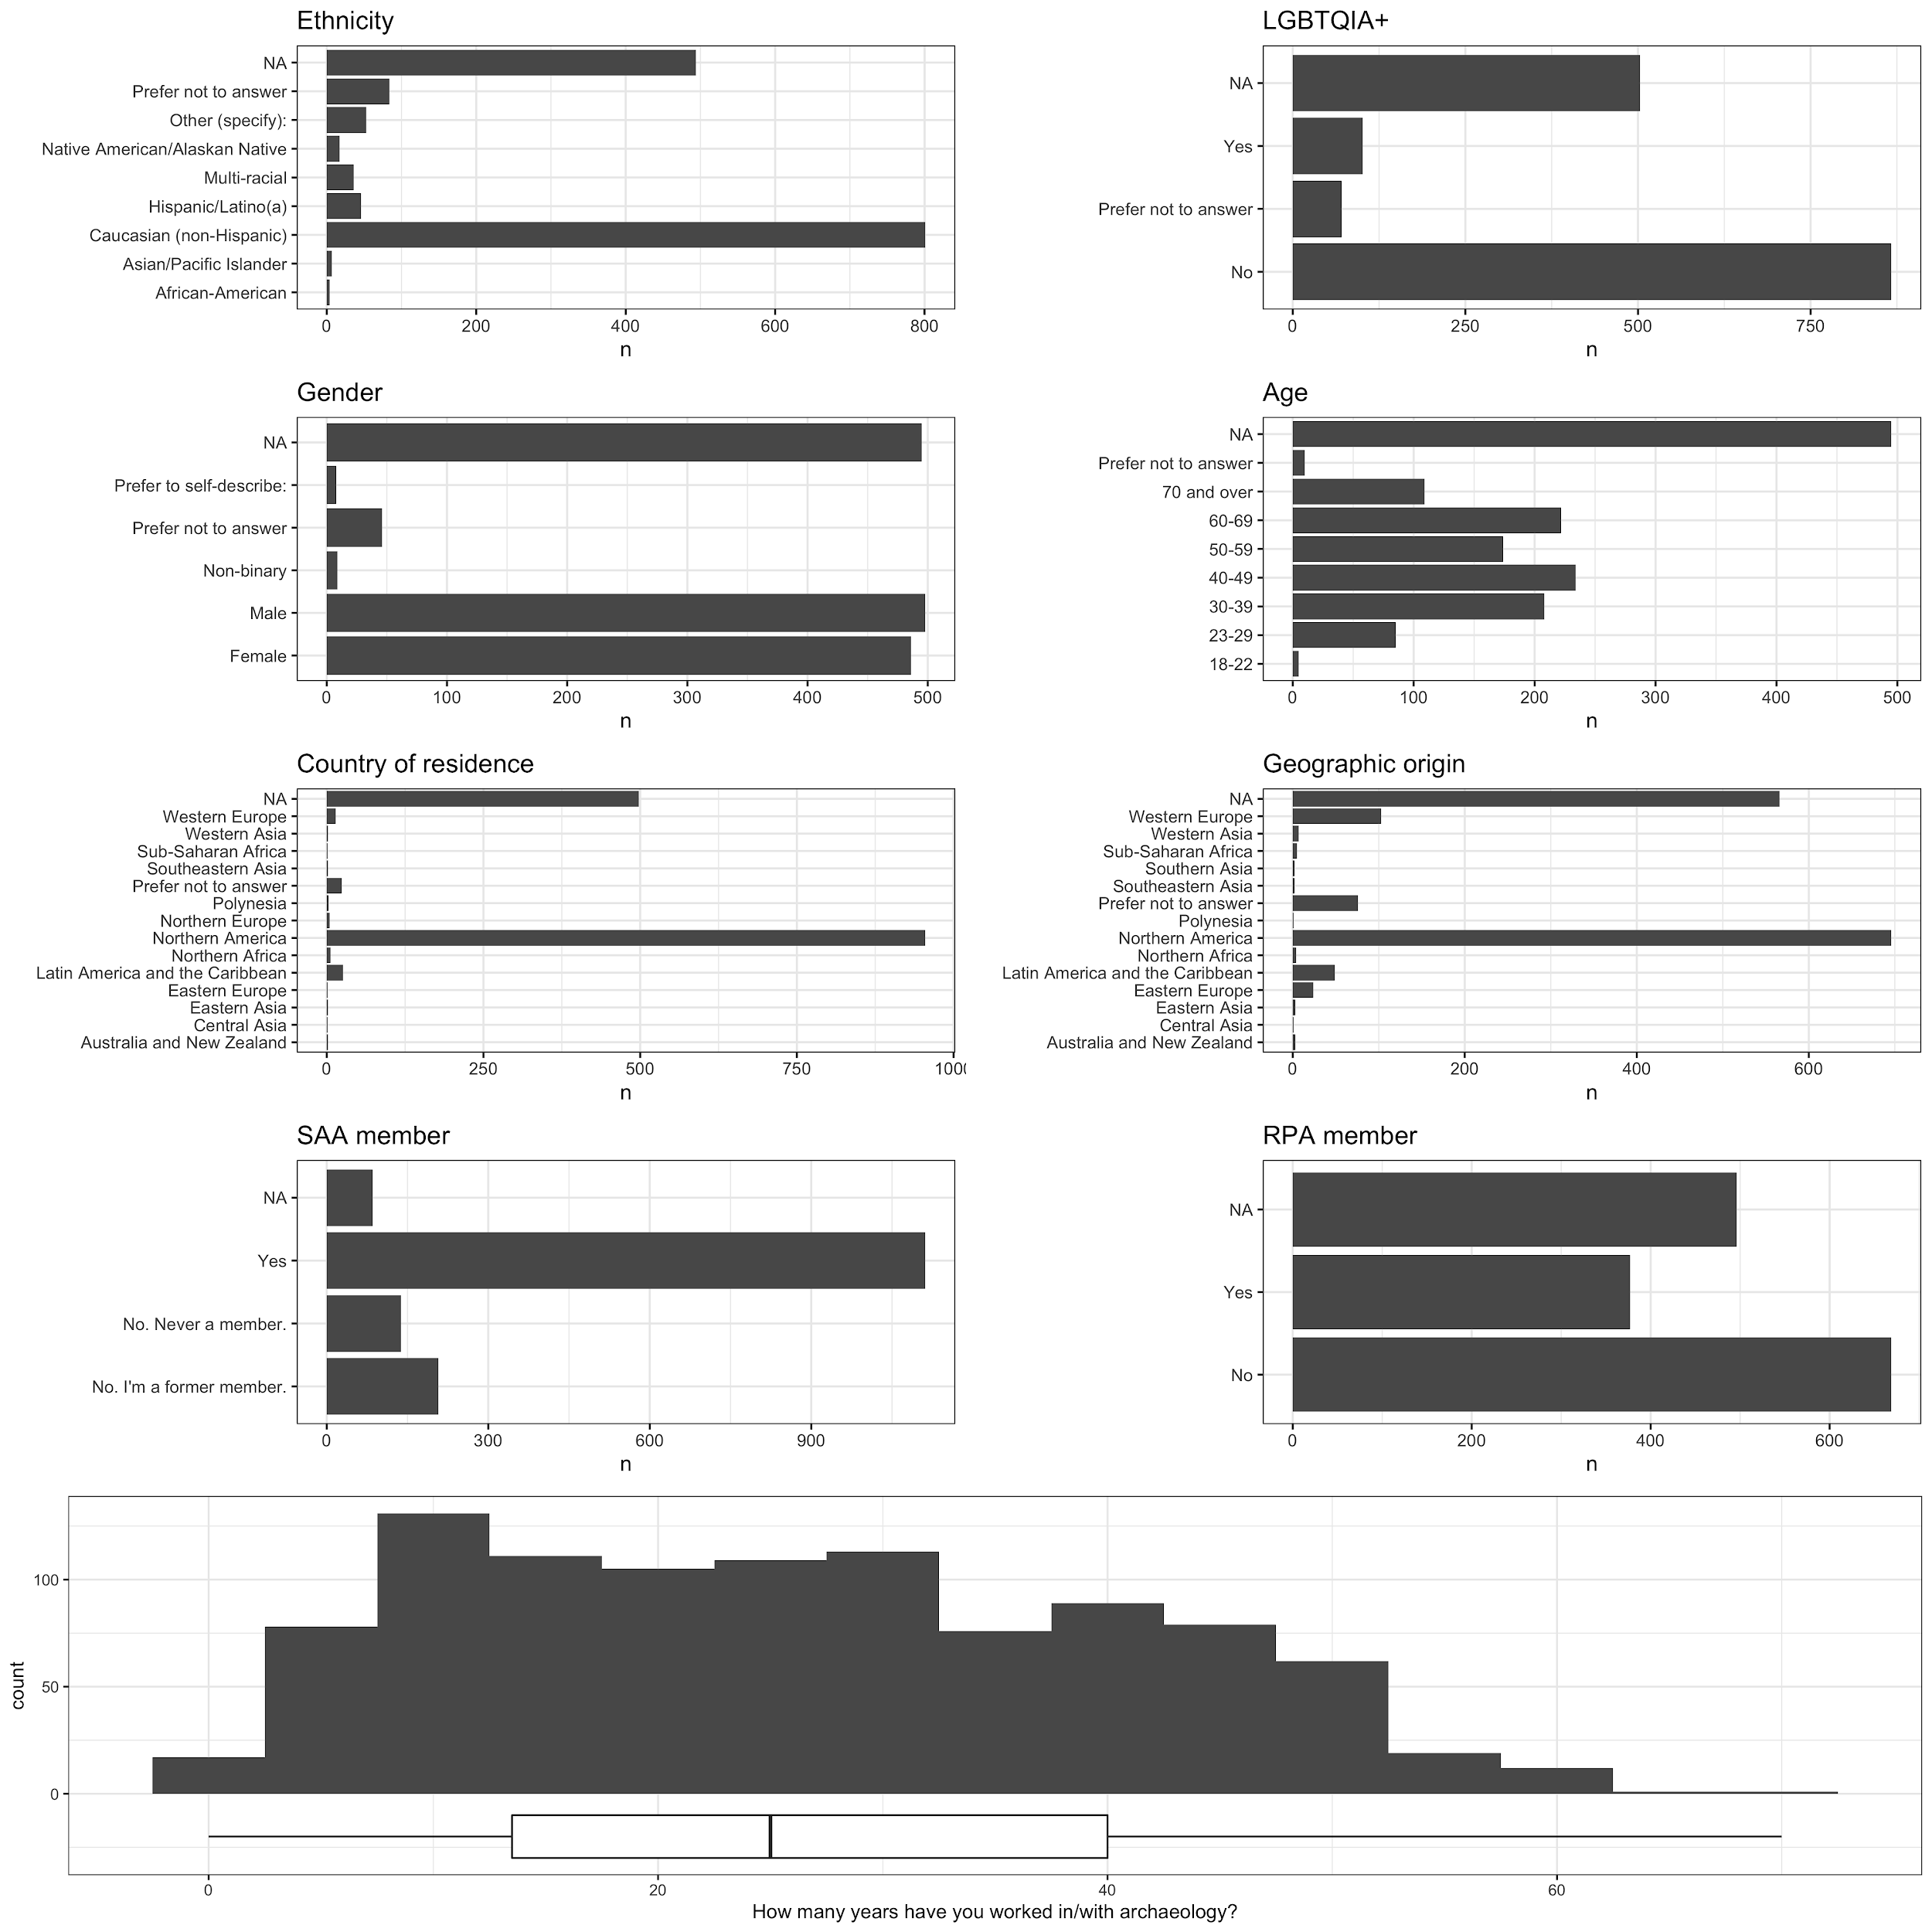 Ethnicity
NA
Prefer not to answer
Other (specify):
Native American/Alaskan Native
Multi-racial
Hispanic/Latino(a)
Caucasian (non-Hispanic)
Asian/Pacific Islander
African-American
0 200 400 600 800
n
LGBTQIA+
NA
Yes
Prefer not to answer
No
0 250 500 750
n
Gender
NA
Prefer to self-describe:
Prefer not to answer
Non-binary
Male
Female
0 100 200 300 400 500
n
Age
NA
Prefer not to answer
70 and over
60-69
50-59
40-49
30-39
23-29
18-22
0 100 200 300 400 500
n
Country of residence
NA
Western Europe
Western Asia
Sub-Saharan Africa
Southeastern Asia
Prefer not to answer
Polynesia
Northern Europe
Northern America
Northern Africa
Latin America and the Caribbean
Eastern Europe
Eastern Asia
Central Asia
Australia and New Zealand
0 250 500 750
n
Geographic origin
NA
Western Europe
Western Asia
Sub-Saharan Africa
Southern Asia
Southeastern Asia
Prefer not to answer
Polynesia
Northern America
Northern Africa
Latin America and the Caribbean
Eastern Europe
Eastern Asia
Central Asia
Australia and New Zealand
0 200 400 600
n
SAA member
NA
Yes
No. Never a member.
No. I'm a former member.
0 300 600 900
n
RPA member
NA
Yes
No
0 200 400 600
n
count
100
50
0
0 20 40 60
How many years have you worked in/with archaeology?